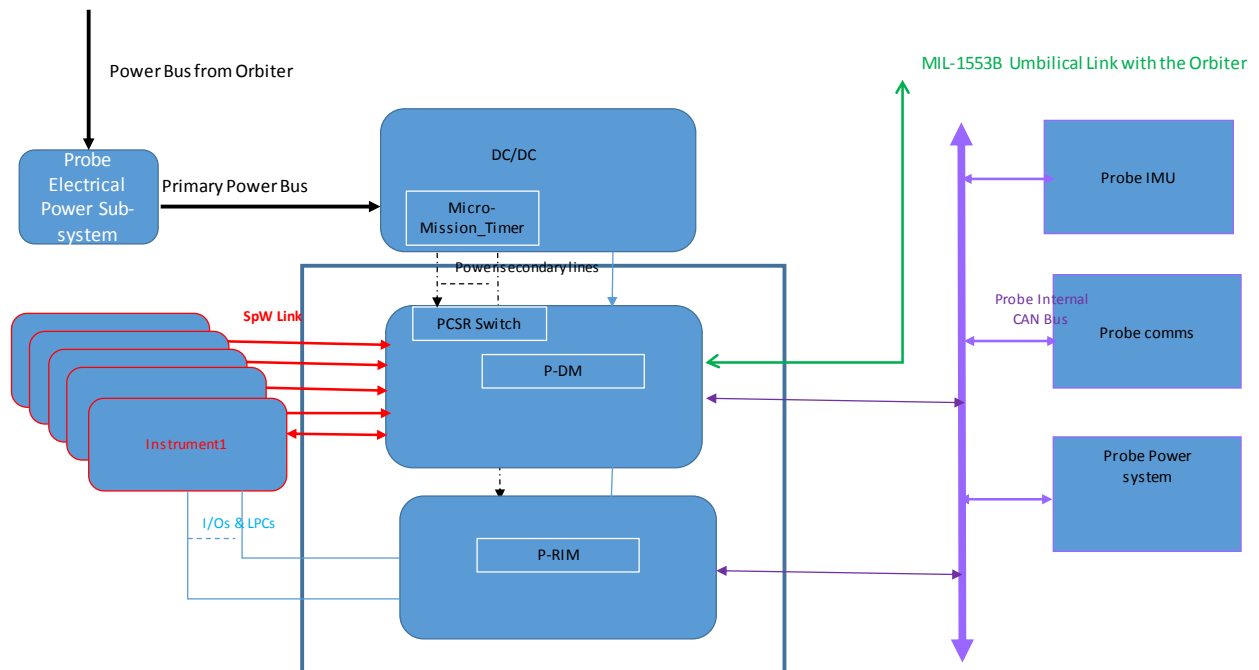 Power Bus from Orbiter
MIL-1553B Umbilical Link with the Orbiter
Probe
Electrical
Power Sub-
system
Primary Power Bus
DC/DC
Micro-
Mission_Timer
Probe IMU
Power secondary lines
SpW Link
PCSR Switch
Probe Internal
CAN Bus
Probe comms
P-DM
Instrument1
Probe Power
system
I/Os & LPCs
P-RIM